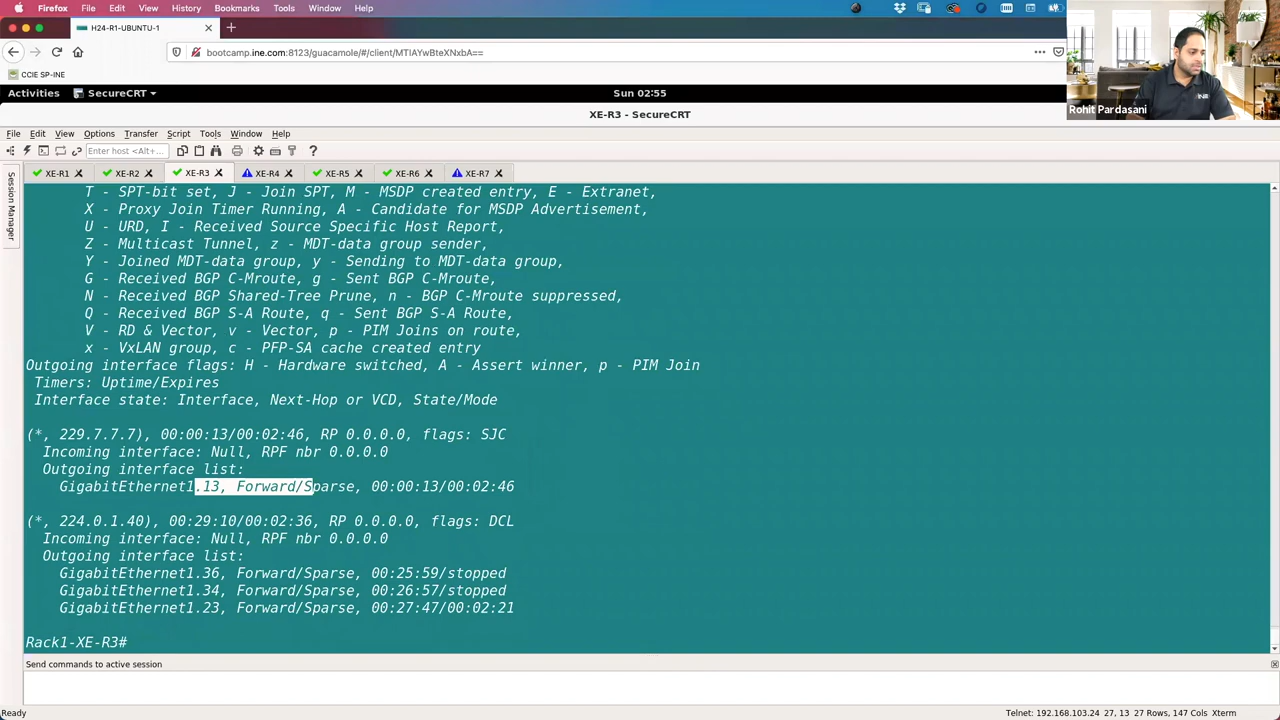 Firefox File Edit View History Bookmarks Tools Window Help
H24-R1-UBUNTU-1
bootcamp.ine.com:8123/guacamole/#/client/MTIAYwBteXNxbA==
CCIE SP-INE
Activities SecureCRT Sun 02:55
Rohit Pardasani
XE-R3 - SecureCRT
File Edit View Options Transfer Script Tools Window Help
Enter host <Alt+...
XE-R1 XE-R2 XE-R3 XE-R4 XE-R5 XE-R6 XE-R7
Session Manager
T - SPT-bit set, J - Join SPT, M - MSDP created entry, E - Extranet,
X - Proxy Join Timer Running, A - Candidate for MSDP Advertisement,
U - URD, I - Received Source Specific Host Report,
Z - Multicast Tunnel, z - MDT-data group sender,
Y - Joined MDT-data group, y - Sending to MDT-data group,
G - Received BGP C-Mroute, g - Sent BGP C-Mroute,
N - Received BGP Shared-Tree Prune, n - BGP C-Mroute suppressed,
Q - Received BGP S-A Route, q - Sent BGP S-A Route,
V - RD & Vector, v - Vector, p - PIM Joins on route,
x - VxLAN group, c - PFP-SA cache created entry
Outgoing interface flags: H - Hardware switched, A - Assert winner, p - PIM Join
Timers: Uptime/Expires
Interface state: Interface, Next-Hop or VCD, State/Mode
(*, 229.7.7.7), 00:00:13/00:02:46, RP 0.0.0.0, flags: SJC
Incoming interface: Null, RPF nbr 0.0.0.0
Outgoing interface list:
GigabitEthernet1.13, Forward/Sparse, 00:00:13/00:02:46
(*, 224.0.1.40), 00:29:10/00:02:36, RP 0.0.0.0, flags: DCL
Incoming interface: Null, RPF nbr 0.0.0.0
Outgoing interface list:
GigabitEthernet1.36, Forward/Sparse, 00:25:59/stopped
GigabitEthernet1.34, Forward/Sparse, 00:26:57/stopped
GigabitEthernet1.23, Forward/Sparse, 00:27:47/00:02:21
Rack1-XE-R3#
Send commands to active session
Ready Telnet: 192.168.103.24 27, 13 27 Rows, 147 Cols Xterm